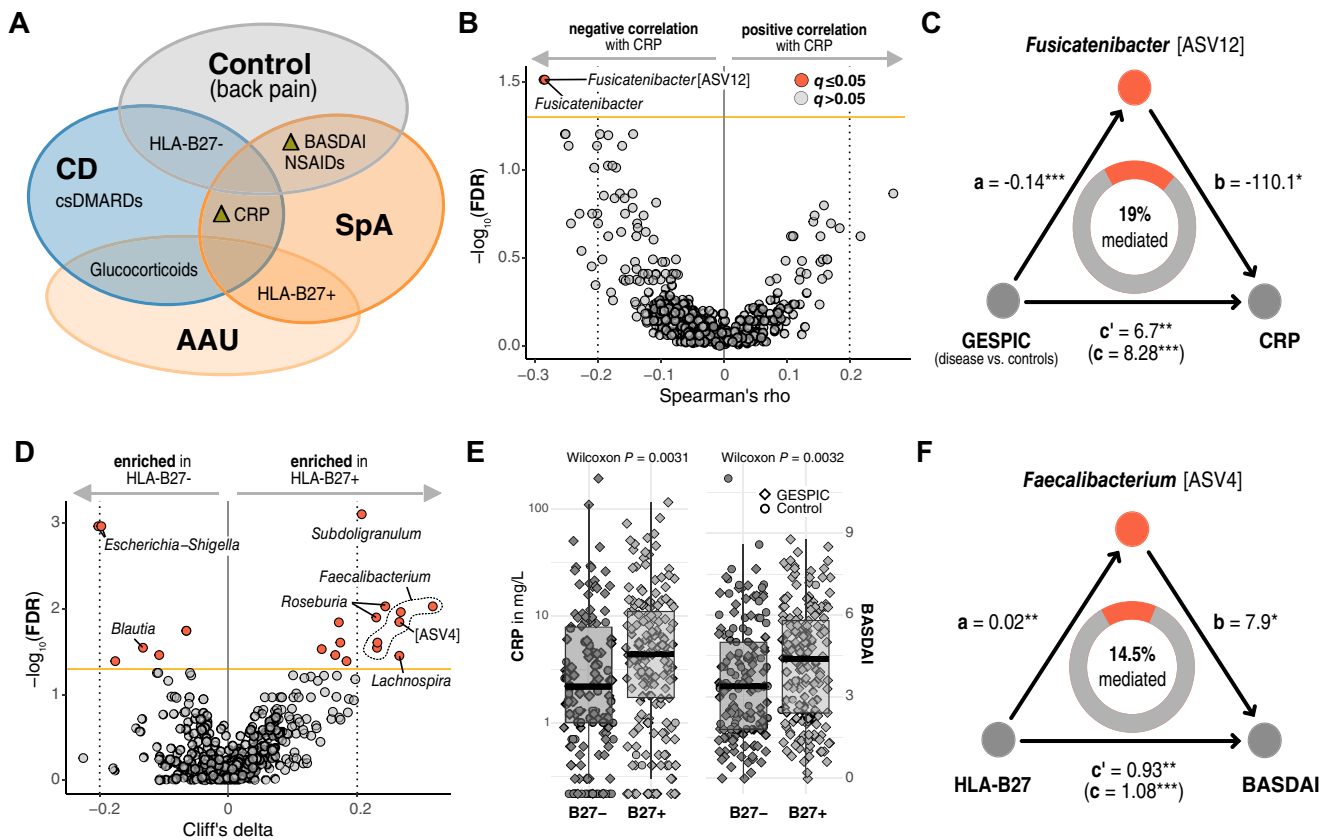 A
Control
(back pain)
HLA-B27-
BASDAI
NSAIDs
CD
csDMARDs
CRP
SpA
Glucocorticoids
HLA-B27+
AAU
B
negative correlation
with CRP
positive correlation
with CRP
Fusicatenibacter [ASV12]
Fusicatenibacter
q≤0.05
q>0.05
−log10(FDR)
1.5
1.0
0.5
0.0
−0.3
−0.2
−0.1
0
0.1
0.2
Spearman's rho
C
Fusicatenibacter [ASV12]
a = -0.14***
b = -110.1*
19%
mediated
GESPIC
(disease vs. controls)
c' = 6.7**
(c = 8.28***)
CRP
D
enriched in
HLA-B27-
enriched in
HLA-B27+
Escherichia−Shigella
Subdoligranulum
Faecalibacterium
Roseburia
[ASV4]
Blautia
Lachnospira
−log10(FDR)
3
2
1
0
−0.2
0
0.2
Cliff's delta
E
Wilcoxon P = 0.0031
Wilcoxon P = 0.0032
GESPIC
Control
CRP in mg/L
100
10
1
BASDAI
9
6
3
0
B27−
B27+
B27−
B27+
F
Faecalibacterium [ASV4]
a = 0.02**
b = 7.9*
14.5%
mediated
HLA-B27
c' = 0.93**
(c = 1.08***)
BASDAI